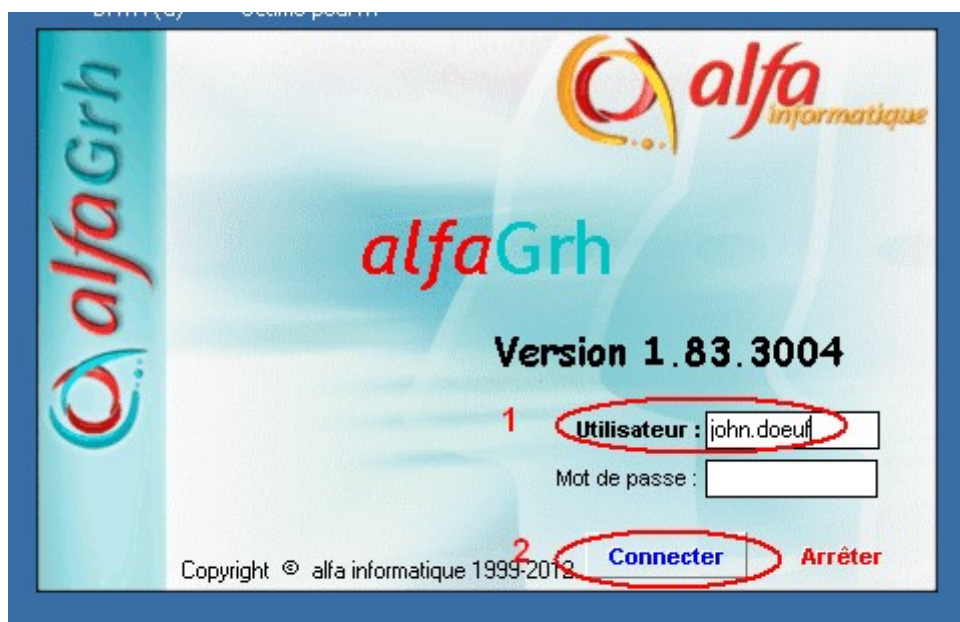 alfa
informatique
alfaGrh
alfaGrh
Version 1.83.3004
1
Utilisateur : john.doeuf
Mot de passe :
2
Connecter
Arrêter
Copyright © alfa informatique 1999-2012